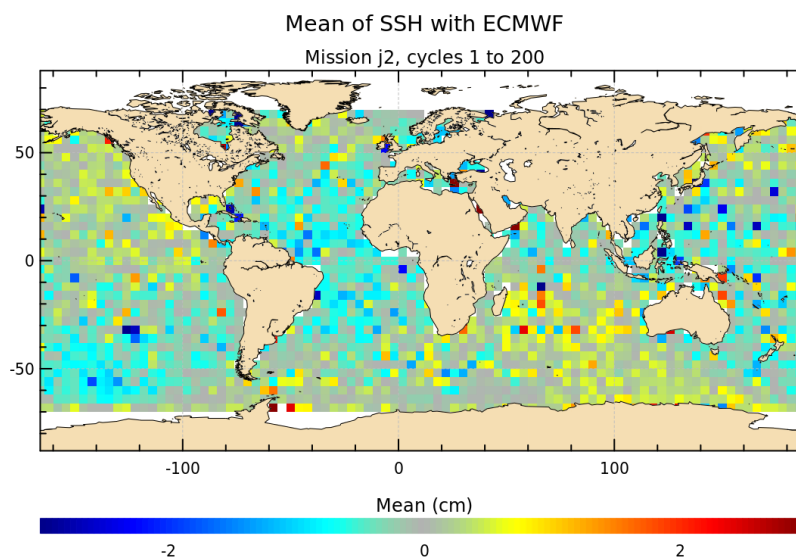 Mean of SSH with ECMWF
Mission j2, cycles 1 to 200
50
0
-50
-100 0 100
Mean (cm)
-2 0 2